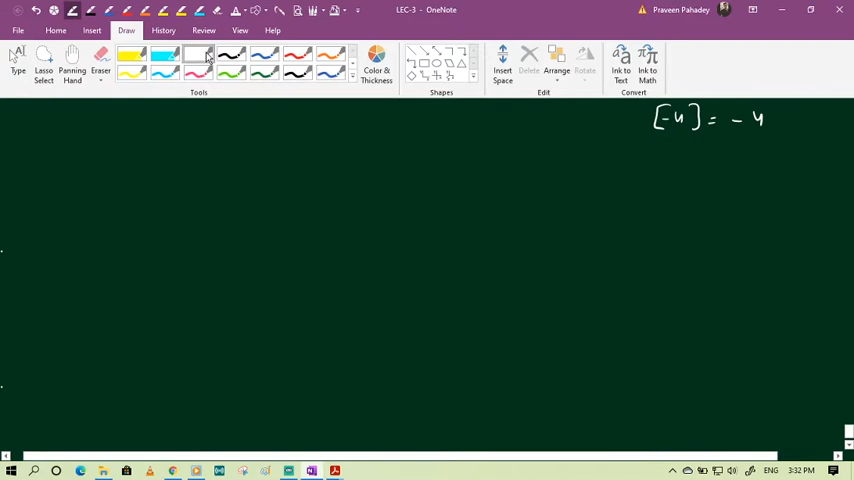 LEC-3 - OneNote
Praveen Pahadey
File Home Insert Draw History Review View Help
Type
Lasso Select
Panning Hand
Eraser
Color & Thickness
Insert Space
Delete
Arrange
Rotate
Ink to Text
Ink to Math
Tools Shapes Edit Convert
[-4] = - 4
ENG 3:32 PM